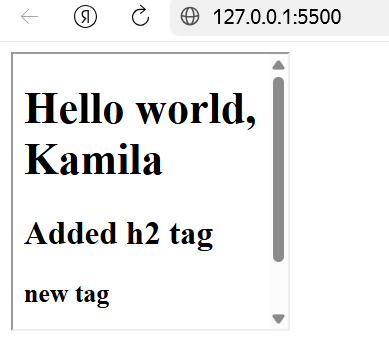 Я
127.0.0.1:5500
Hello world,
Kamila
Added h2 tag
new tag